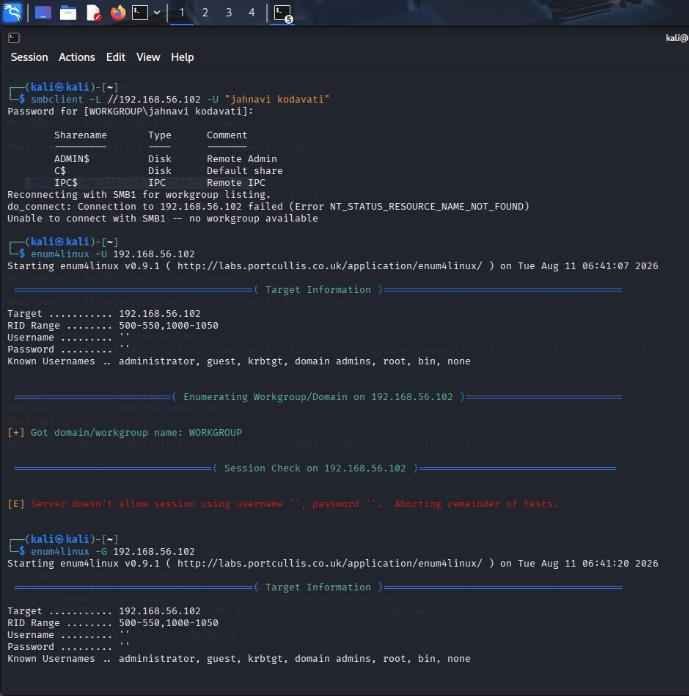 1 2 3 4 5
kali@
Session Actions Edit View Help
┌──(kali㉿kali)-[~]
└─$ smbclient -L //192.168.56.102 -U "jahnavi kodavati"
Password for [WORKGROUP\jahnavi kodavati]:
Sharename Type Comment
--------- ---- -------
ADMIN$ Disk Remote Admin
C$ Disk Default share
IPC$ IPC Remote IPC
Reconnecting with SMB1 for workgroup listing.
do_connect: Connection to 192.168.56.102 failed (Error NT_STATUS_RESOURCE_NAME_NOT_FOUND)
Unable to connect with SMB1 -- no workgroup available
┌──(kali㉿kali)-[~]
└─$ enum4linux -U 192.168.56.102
Starting enum4linux v0.9.1 ( http://labs.portcullis.co.uk/application/enum4linux/ ) on Tue Aug 11 06:41:07 2026
( Target Information )
Target ........... 192.168.56.102
RID Range ........ 500-550,1000-1050
Username ......... ''
Password ......... ''
Known Usernames .. administrator, guest, krbtgt, domain admins, root, bin, none
( Enumerating Workgroup/Domain on 192.168.56.102 )
[+] Got domain/workgroup name: WORKGROUP
( Session Check on 192.168.56.102 )
[E] Server doesn't allow session using username '', password ''. Aborting remainder of tests.
┌──(kali㉿kali)-[~]
└─$ enum4linux -G 192.168.56.102
Starting enum4linux v0.9.1 ( http://labs.portcullis.co.uk/application/enum4linux/ ) on Tue Aug 11 06:41:20 2026
( Target Information )
Target ........... 192.168.56.102
RID Range ........ 500-550,1000-1050
Username ......... ''
Password ......... ''
Known Usernames .. administrator, guest, krbtgt, domain admins, root, bin, none